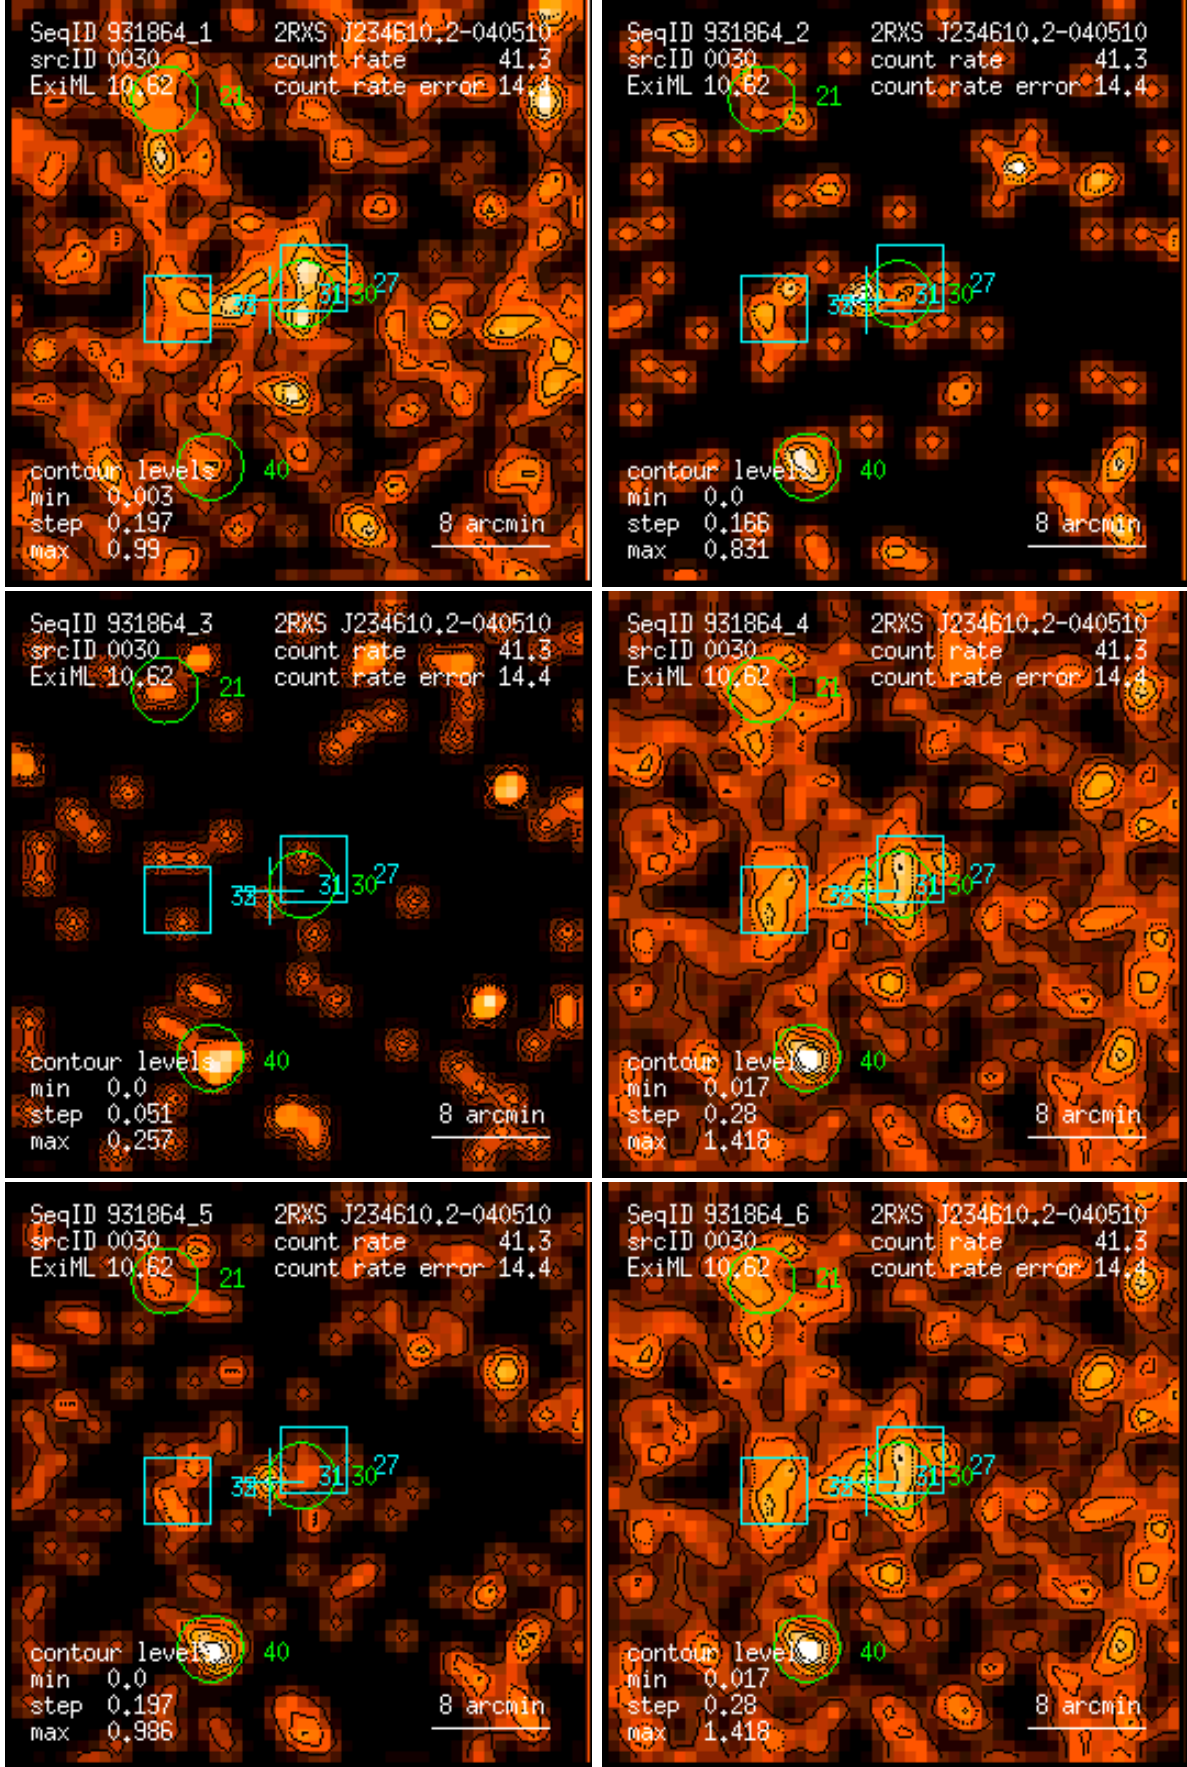 SeqID 931864_1 2RXS J234610.2-040510
srcID 0030 count rate 41.3
ExiML 10.62 count rate error 14.4
21
27
31 30
40
contour levels
min 0.003
step 0.197 8 arcmin
max 0.99
SeqID 931864_2 2RXS J234610.2-040510
srcID 0030 count rate 41.3
ExiML 10.62 count rate error 14.4
21
27
31 30
40
contour levels
min 0.0
step 0.166 8 arcmin
max 0.831
SeqID 931864_3 2RXS J234610.2-040510
srcID 0030 count rate 41.3
ExiML 10.62 count rate error 14.4
21
27
31 30
40
contour levels
min 0.0
step 0.051 8 arcmin
max 0.257
SeqID 931864_4 2RXS J234610.2-040510
srcID 0030 count rate 41.3
ExiML 10.62 count rate error 14.4
21
27
31 30
40
contour levels
min 0.017
step 0.28 8 arcmin
max 1.418
SeqID 931864_5 2RXS J234610.2-040510
srcID 0030 count rate 41.3
ExiML 10.62 count rate error 14.4
21
27
31 30
40
contour levels
min 0.0
step 0.197 8 arcmin
max 0.986
SeqID 931864_6 2RXS J234610.2-040510
srcID 0030 count rate 41.3
ExiML 10.62 count rate error 14.4
21
27
31 30
40
contour levels
min 0.017
step 0.28 8 arcmin
max 1.418